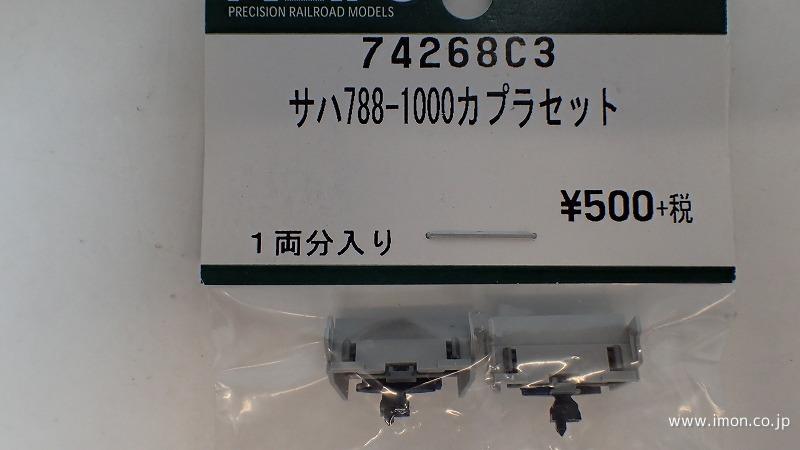 PRECISION RAILROAD MODELS
74268C3
サハ788-1000カプラセット
¥500+税
1両分入り
www.imon.co.jp